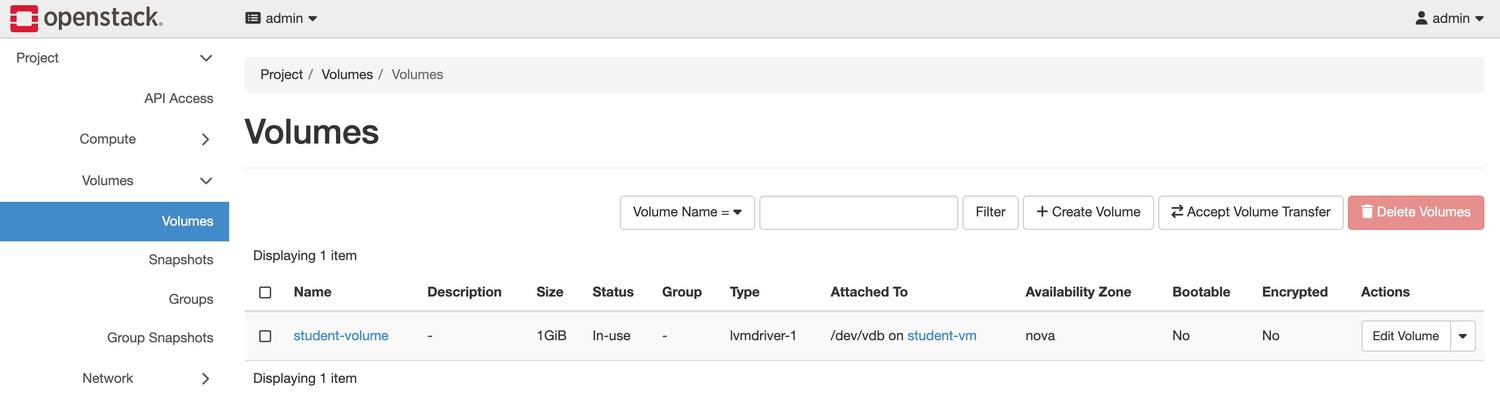 openstack.
admin
admin
Project
API Access
Compute
Volumes
Volumes
Snapshots
Groups
Group Snapshots
Network
Project / Volumes / Volumes
Volumes
Volume Name =
Filter
+ Create Volume
Accept Volume Transfer
Delete Volumes
Displaying 1 item
Name Description Size Status Group Type Attached To Availability Zone Bootable Encrypted Actions
student-volume - 1GiB In-use - lvmdriver-1 /dev/vdb on student-vm nova No No Edit Volume
Displaying 1 item